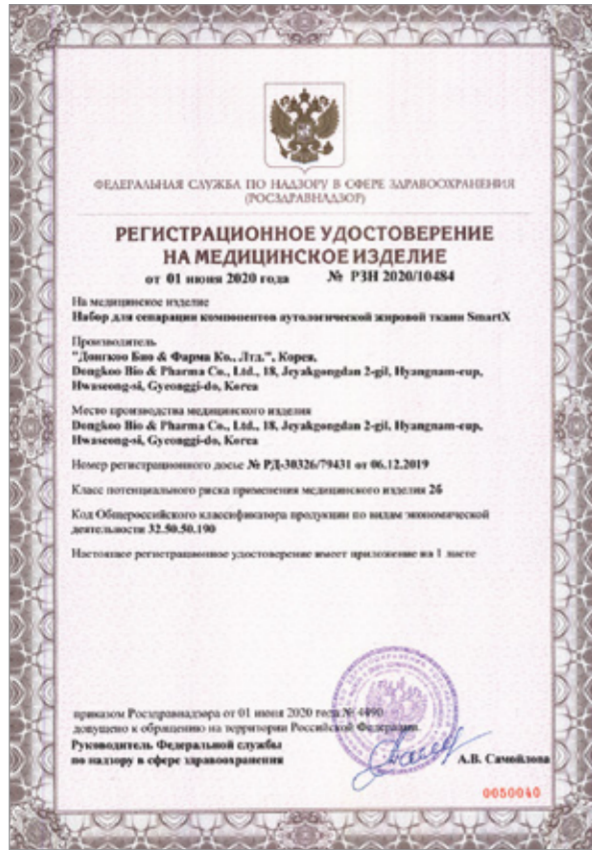 ФЕДЕРАЛЬНАЯ СЛУЖБА ПО НАДЗОРУ В СФЕРЕ ЗДРАВООХРАНЕНИЯ
(РОСЗДРАВНАДЗОР)
РЕГИСТРАЦИОННОЕ УДОСТОВЕРЕНИЕ
НА МЕДИЦИНСКОЕ ИЗДЕЛИЕ
от 01 июня 2020 года № РЗН 2020/10484
На медицинское изделие
Набор для сепарации компонентов аутологической жировой ткани SmartX
Производитель
"Донгкоо Био & Фарма Ко., Лтд.", Корея,
Dongkoo Bio & Pharma Co., Ltd., 18, Jeyakgongdan 2-gil, Hyangnam-eup,
Hwaseong-si, Gyeonggi-do, Korea
Место производства медицинского изделия
Dongkoo Bio & Pharma Co., Ltd., 18, Jeyakgongdan 2-gil, Hyangnam-eup,
Hwaseong-si, Gyeonggi-do, Korea
Номер регистрационного досье № РД-30326/79431 от 06.12.2019
Класс потенциального риска применения медицинского изделия 2б
Код Общероссийского классификатора продукции по видам экономической
деятельности 32.50.50.190
Настоящее регистрационное удостоверение имеет приложение на 1 листе
приказом Росздравнадзора от 01 июня 2020 года № 4490
допущено к обращению на территории Российской Федерации.
Руководитель Федеральной службы
по надзору в сфере здравоохранения
А.В. Самойлова
0050040